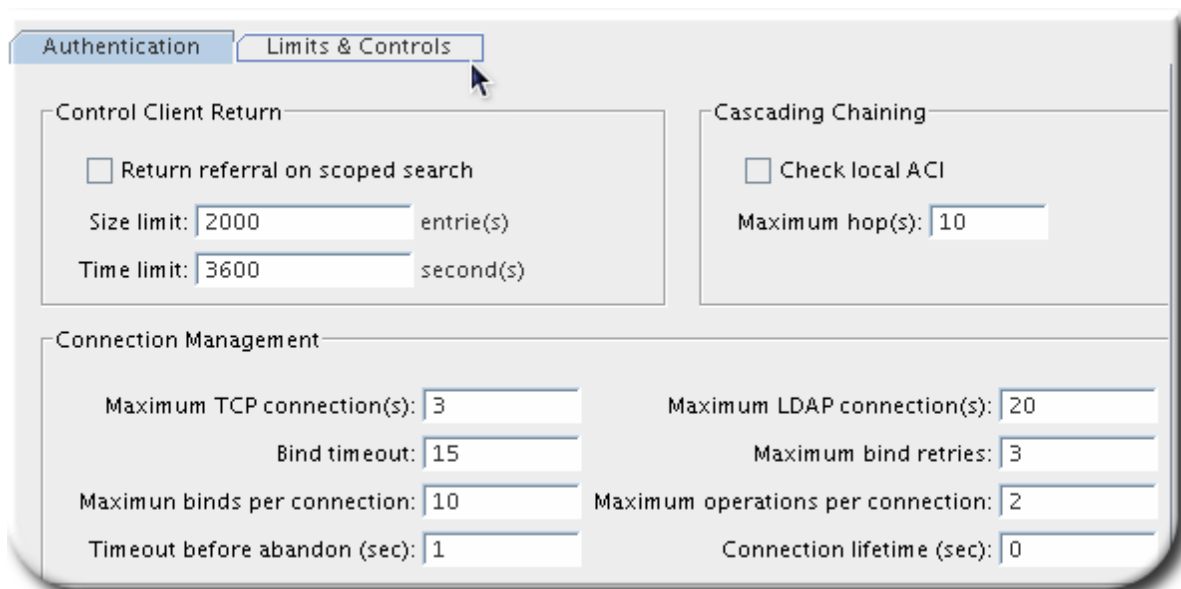 Authentication
Limits & Controls
Control Client Return
Return referral on scoped search
Size limit: 2000 entrie(s)
Time limit: 3600 second(s)
Cascading Chaining
Check local ACI
Maximum hop(s): 10
Connection Management
Maximum TCP connection(s): 3
Maximum LDAP connection(s): 20
Bind timeout: 15
Maximum bind retries: 3
Maximun binds per connection: 10
Maximum operations per connection: 2
Timeout before abandon (sec): 1
Connection lifetime (sec): 0